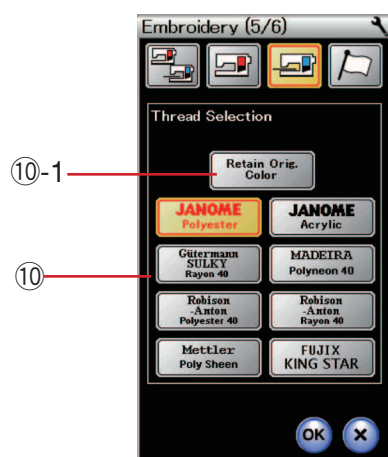 Embroidery (5/6)
Thread Selection
⑩-1
Retain Orig.
Color
JANOME
Polyester
JANOME
Acrylic
⑩
Gütermann
SULKY
Rayon 40
MADEIRA
Polyneon 40
Robison
-Anton
Polyester 40
Robison
-Anton
Rayon 40
Mettler
Poly Sheen
FUJIX
KING STAR
OK